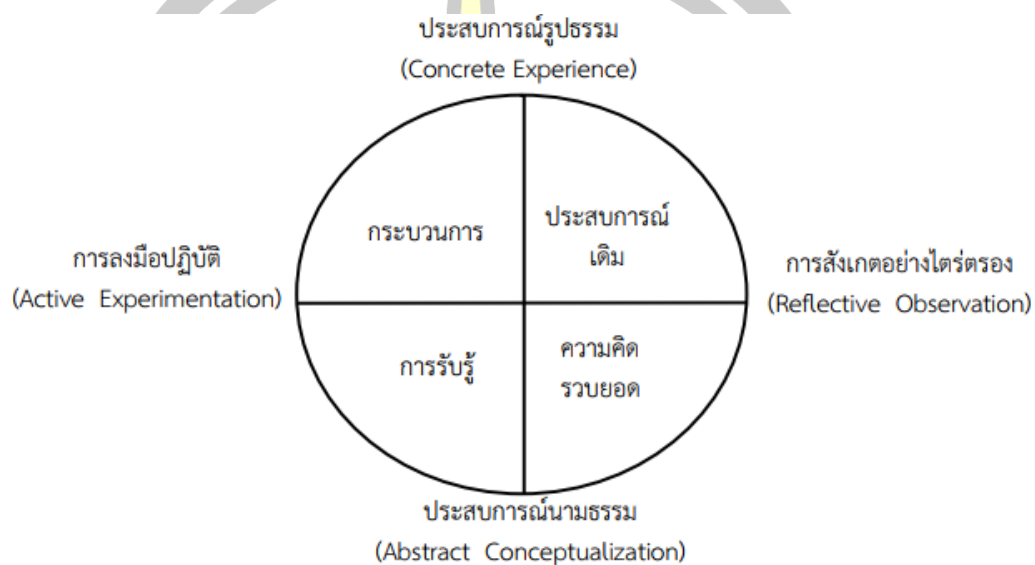 ประสบการณ์รูปธรรม
(Concrete Experience)
กระบวนการ
ประสบการณ์
เดิม
การลงมือปฏิบัติ
(Active Experimentation)
การสังเกตอย่างไตร่ตรอง
(Reflective Observation)
การรับรู้
ความคิด
รวบยอด
ประสบการณ์นามธรรม
(Abstract Conceptualization)